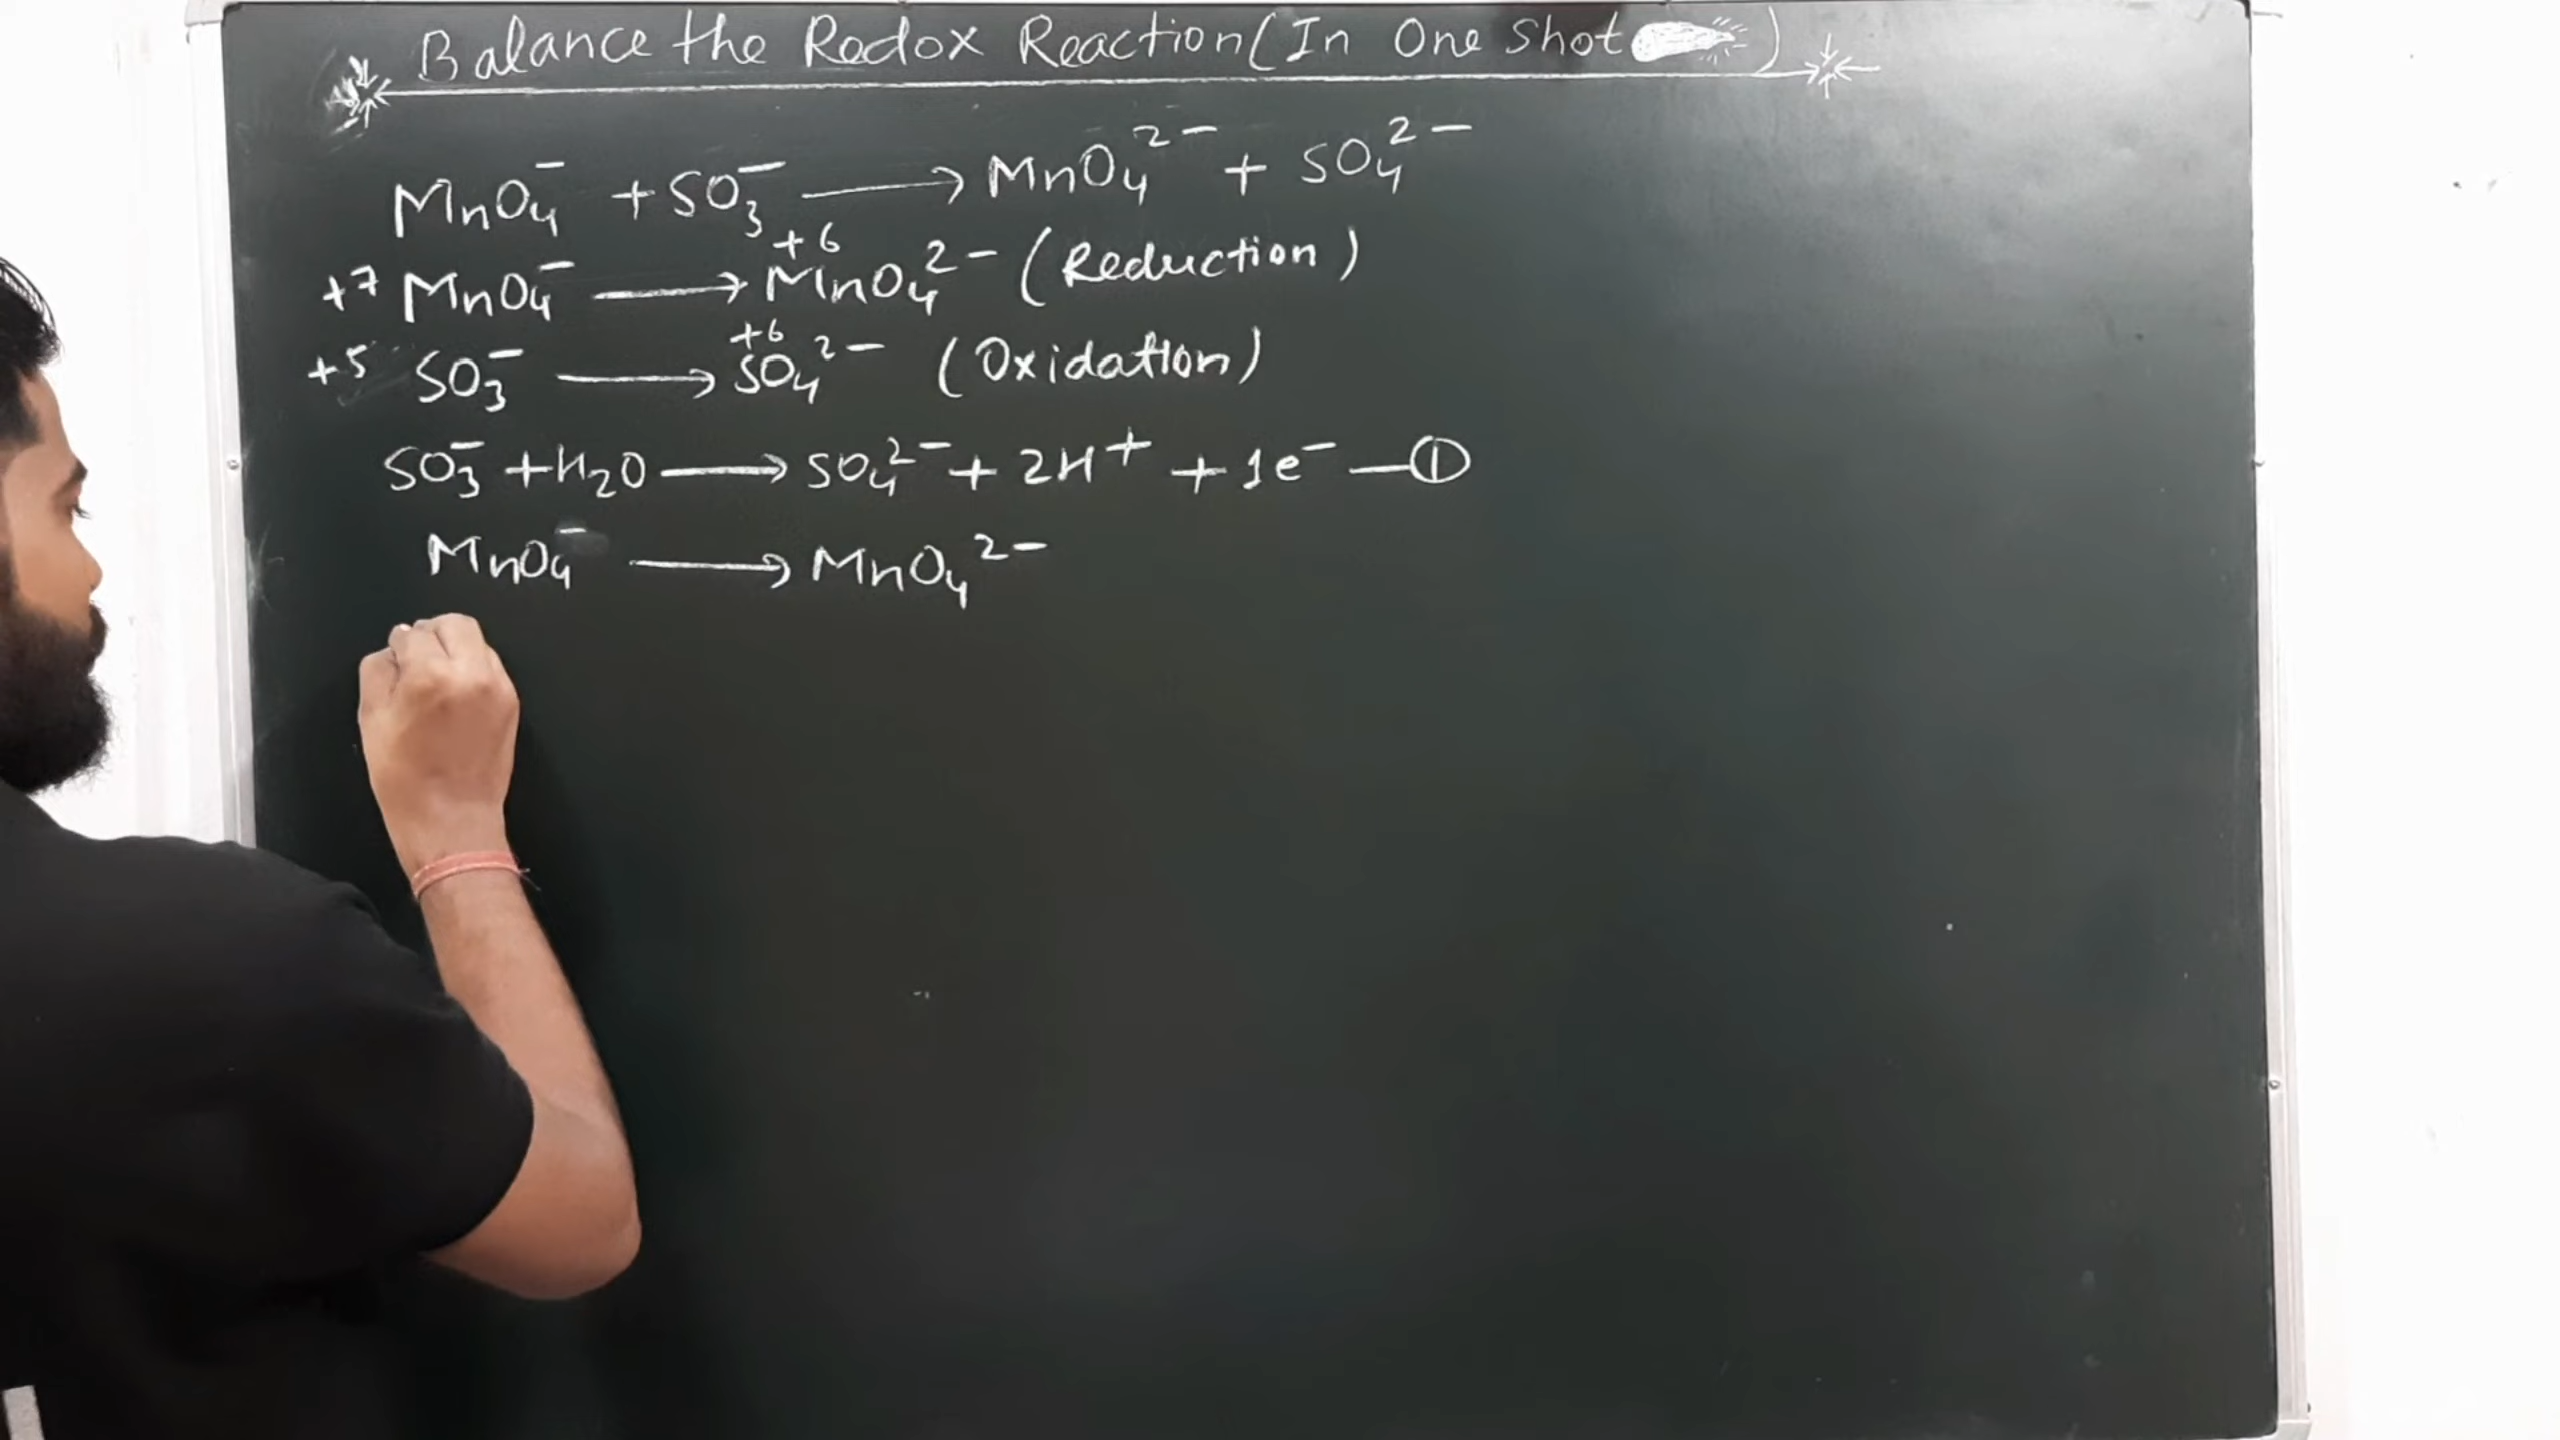 Balance the Redox Reaction (In One Shot )
MnO₄⁻ + SO₃⁻ ⟶ MnO₄²⁻ + SO₄²⁻
+7 MnO₄⁻ ⟶ +6 MnO₄²⁻ (Reduction)
+5 SO₃⁻ ⟶ +6 SO₄²⁻ (Oxidation)
SO₃⁻ + H₂O ⟶ SO₄²⁻ + 2H⁺ + 1e⁻ — ①
MnO₄⁻ ⟶ MnO₄²⁻